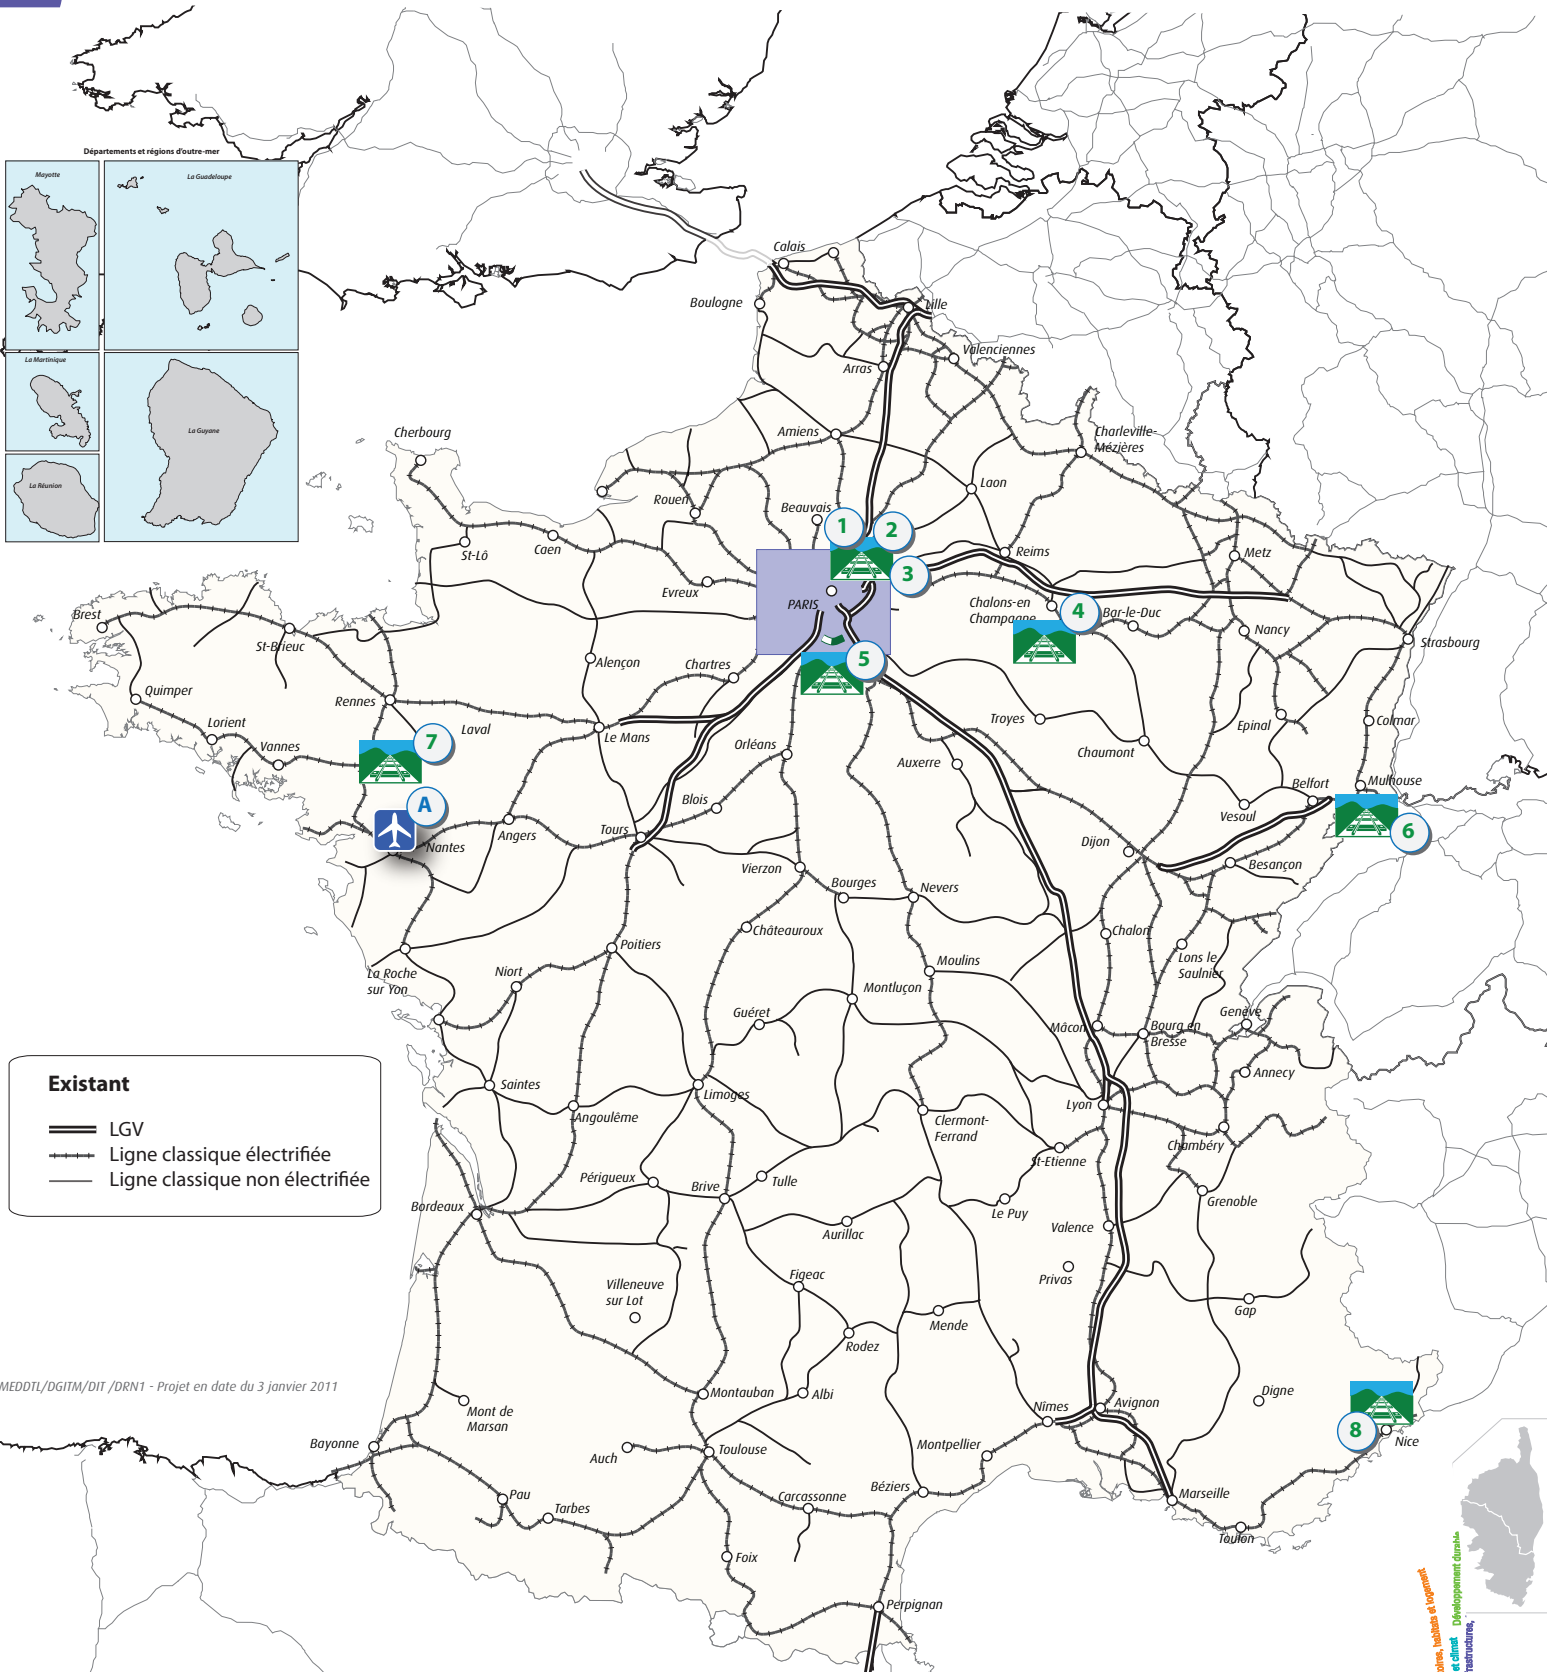 Départements et régions d'outre-mer
Mayotte
La Guadeloupe
La Martinique
La Guyane
La Réunion
Calais
Boulogne
Lille
Valenciennes
Arras
Amiens
Cherbourg
Charleville-
Mézières
Laon
Rouen
Beauvais
1
2
3
St-Lô
Caen
Reims
Metz
Evreux
PARIS
Chalons-en
Champagne
4
Bar-le-Duc
Nancy
Strasbourg
Brest
St-Brieuc
Alençon
Chartres
5
Quimper
Rennes
Lorient
Vannes
7
Laval
Le Mans
Orléans
Troyes
Chaumont
Epinal
Colmar
Auxerre
Belfort
Mulhouse
6
Vesoul
A
Nantes
Angers
Blois
Tours
Dijon
Besançon
Vierzon
Bourges
Nevers
Châteauroux
Chalon
Lons le
Saulnier
Poitiers
La Roche
sur Yon
Niort
Moulins
Montluçon
Guéret
Mâcon
Bourg en
Bresse
Genève
Annecy
Existant
LGV
Ligne classique électrifiée
Ligne classique non électrifiée
Saintes
Angoulême
Limoges
Clermont-
Ferrand
Lyon
Chambéry
St-Etienne
Périgueux
Brive
Tulle
Le Puy
Grenoble
Bordeaux
Aurillac
Valence
Villeneuve
sur Lot
Figeac
Privas
Gap
Mende
Rodez
MEDDTL/DGITM/DIT /DRN1 - Projet en date du 3 janvier 2011
Mont de
Marsan
Montauban
Albi
Nîmes
Avignon
Digne
8
Nice
Bayonne
Auch
Toulouse
Montpellier
Béziers
Carcassonne
Marseille
Toulon
Pau
Tarbes
Foix
Perpignan
habitats et logement
et climat
Développement durable